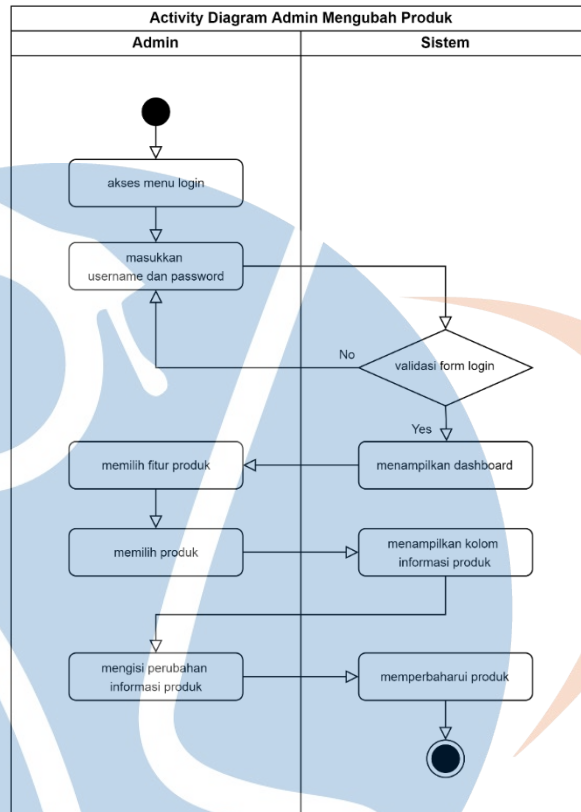 Activity Diagram Admin Mengubah Produk
Admin
Sistem
akses menu login
masukkan
username dan password
validasi form login
No
Yes
menampilkan dashboard
memilih fitur produk
memilih produk
menampilkan kolom
informasi produk
mengisi perubahan
informasi produk
memperbaharui produk